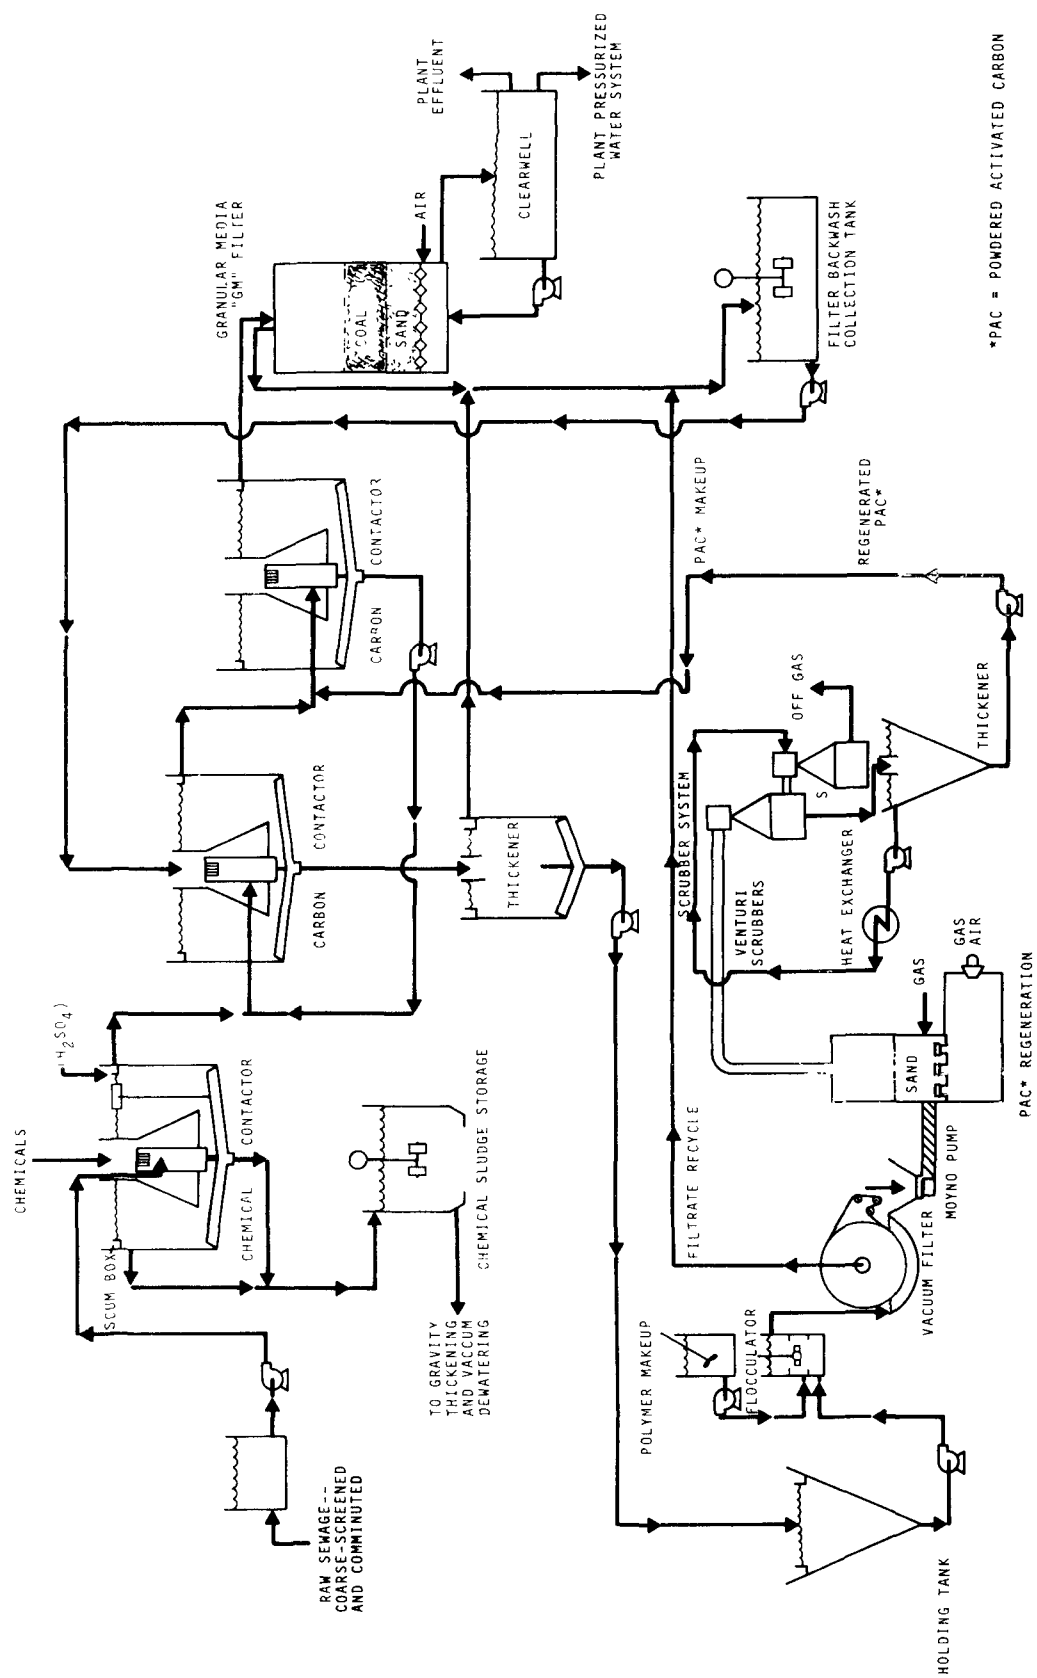 RAW SEWAGE--
COARSE-SCREENED
AND COMMINUTED
SCUM BOX
CHEMICALS
CHEMICAL CONTACTOR
TO GRAVITY
THICKENING
AND VACCUM
DEWATERING
CHEMICAL SLUDGE STORAGE
CARBON CONTACTOR
CARBON CONTACTOR
GRANULAR MEDIA
"GM" FILTER
COAL
SAND
AIR
PLANT
EFFLUENT
CLEARWELL
PLANT PRESSURIZED
WATER SYSTEM
THICKENER
FILTER BACKWASH
COLLECTION TANK
FILTRATE RECYCLE
PAC* MAKEUP
REGENERATED
PAC*
SCRUBBER SYSTEM
VENTURI
SCRUBBERS
OFF GAS
S
HEAT EXCHANGER
THICKENER
POLYMER MAKEUP
FLOCCULATOR
HOLDING TANK
VACUUM FILTER
MOYNO PUMP
SAND
GAS
GAS
AIR
PAC* REGENERATION
*PAC = POWDERED ACTIVATED CARBON